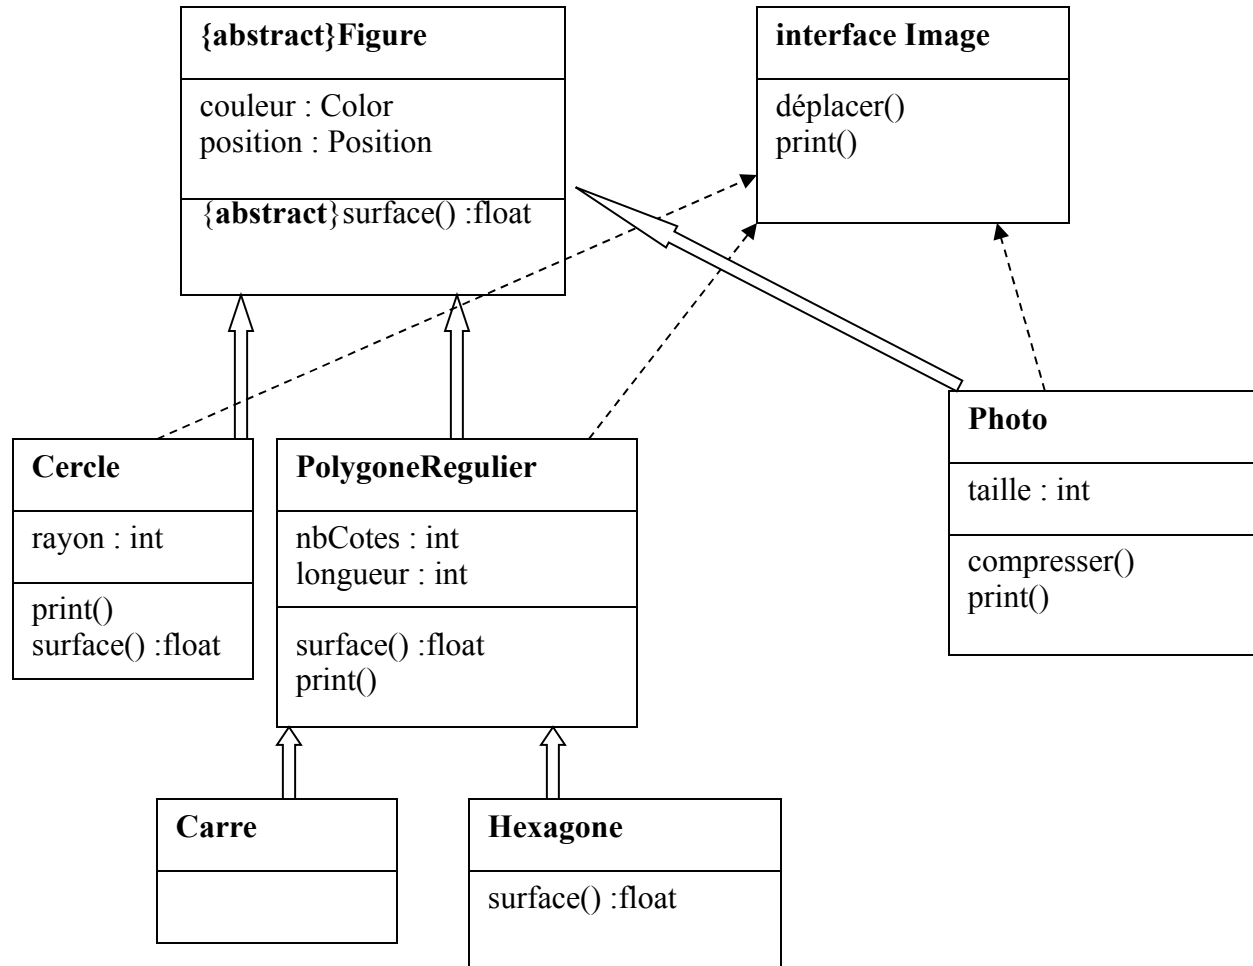 {abstract}Figure
couleur : Color
position : Position
{abstract}surface() :float
interface Image
déplacer()
print()
Cercle
rayon : int
print()
surface() :float
PolygoneRegulier
nbCotes : int
longueur : int
surface() :float
print()
Photo
taille : int
compresser()
print()
Carre
Hexagone
surface() :float